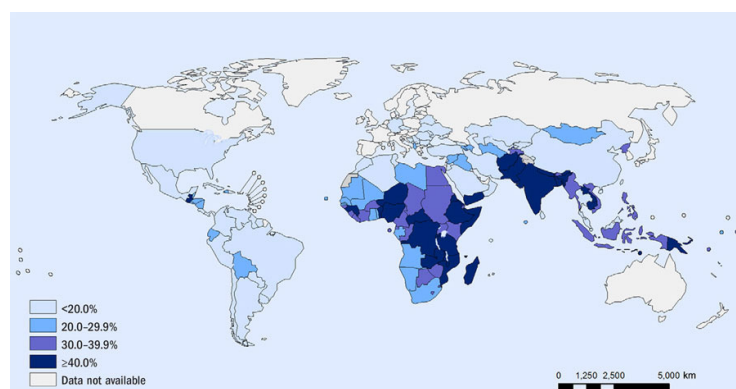 <20.0%
20.0–29.9%
30.0–39.9%
≥40.0%
Data not available
0 1,250 2,500 5,000 km